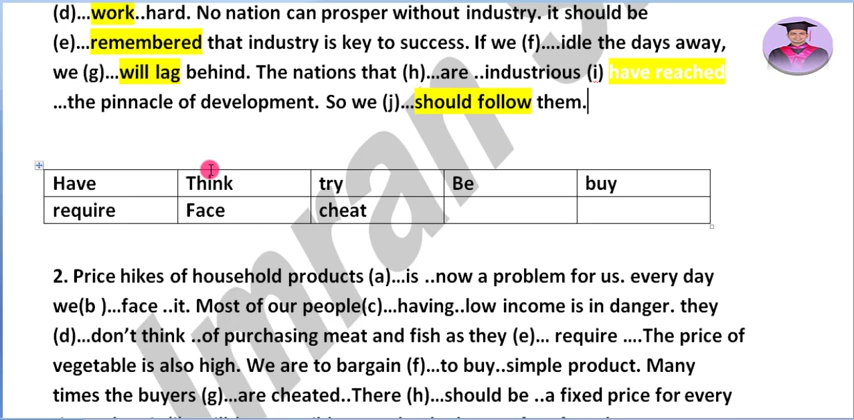 (d)...work..hard. No nation can prosper without industry. it should be
(e)...remembered that industry is key to success. If we (f)....idle the days away,
we (g)...will lag behind. The nations that (h)...are ..industrious (i) have reached
...the pinnacle of development. So we (j)...should follow them.
Have Think try Be buy
require Face cheat
2. Price hikes of household products (a)...is ..now a problem for us. every day
we(b )...face ..it. Most of our people(c)...having..low income is in danger. they
(d)...don't think ..of purchasing meat and fish as they (e)... require ....The price of
vegetable is also high. We are to bargain (f)...to buy..simple product. Many
times the buyers (g)...are cheated..There (h)...should be ..a fixed price for every
Imran